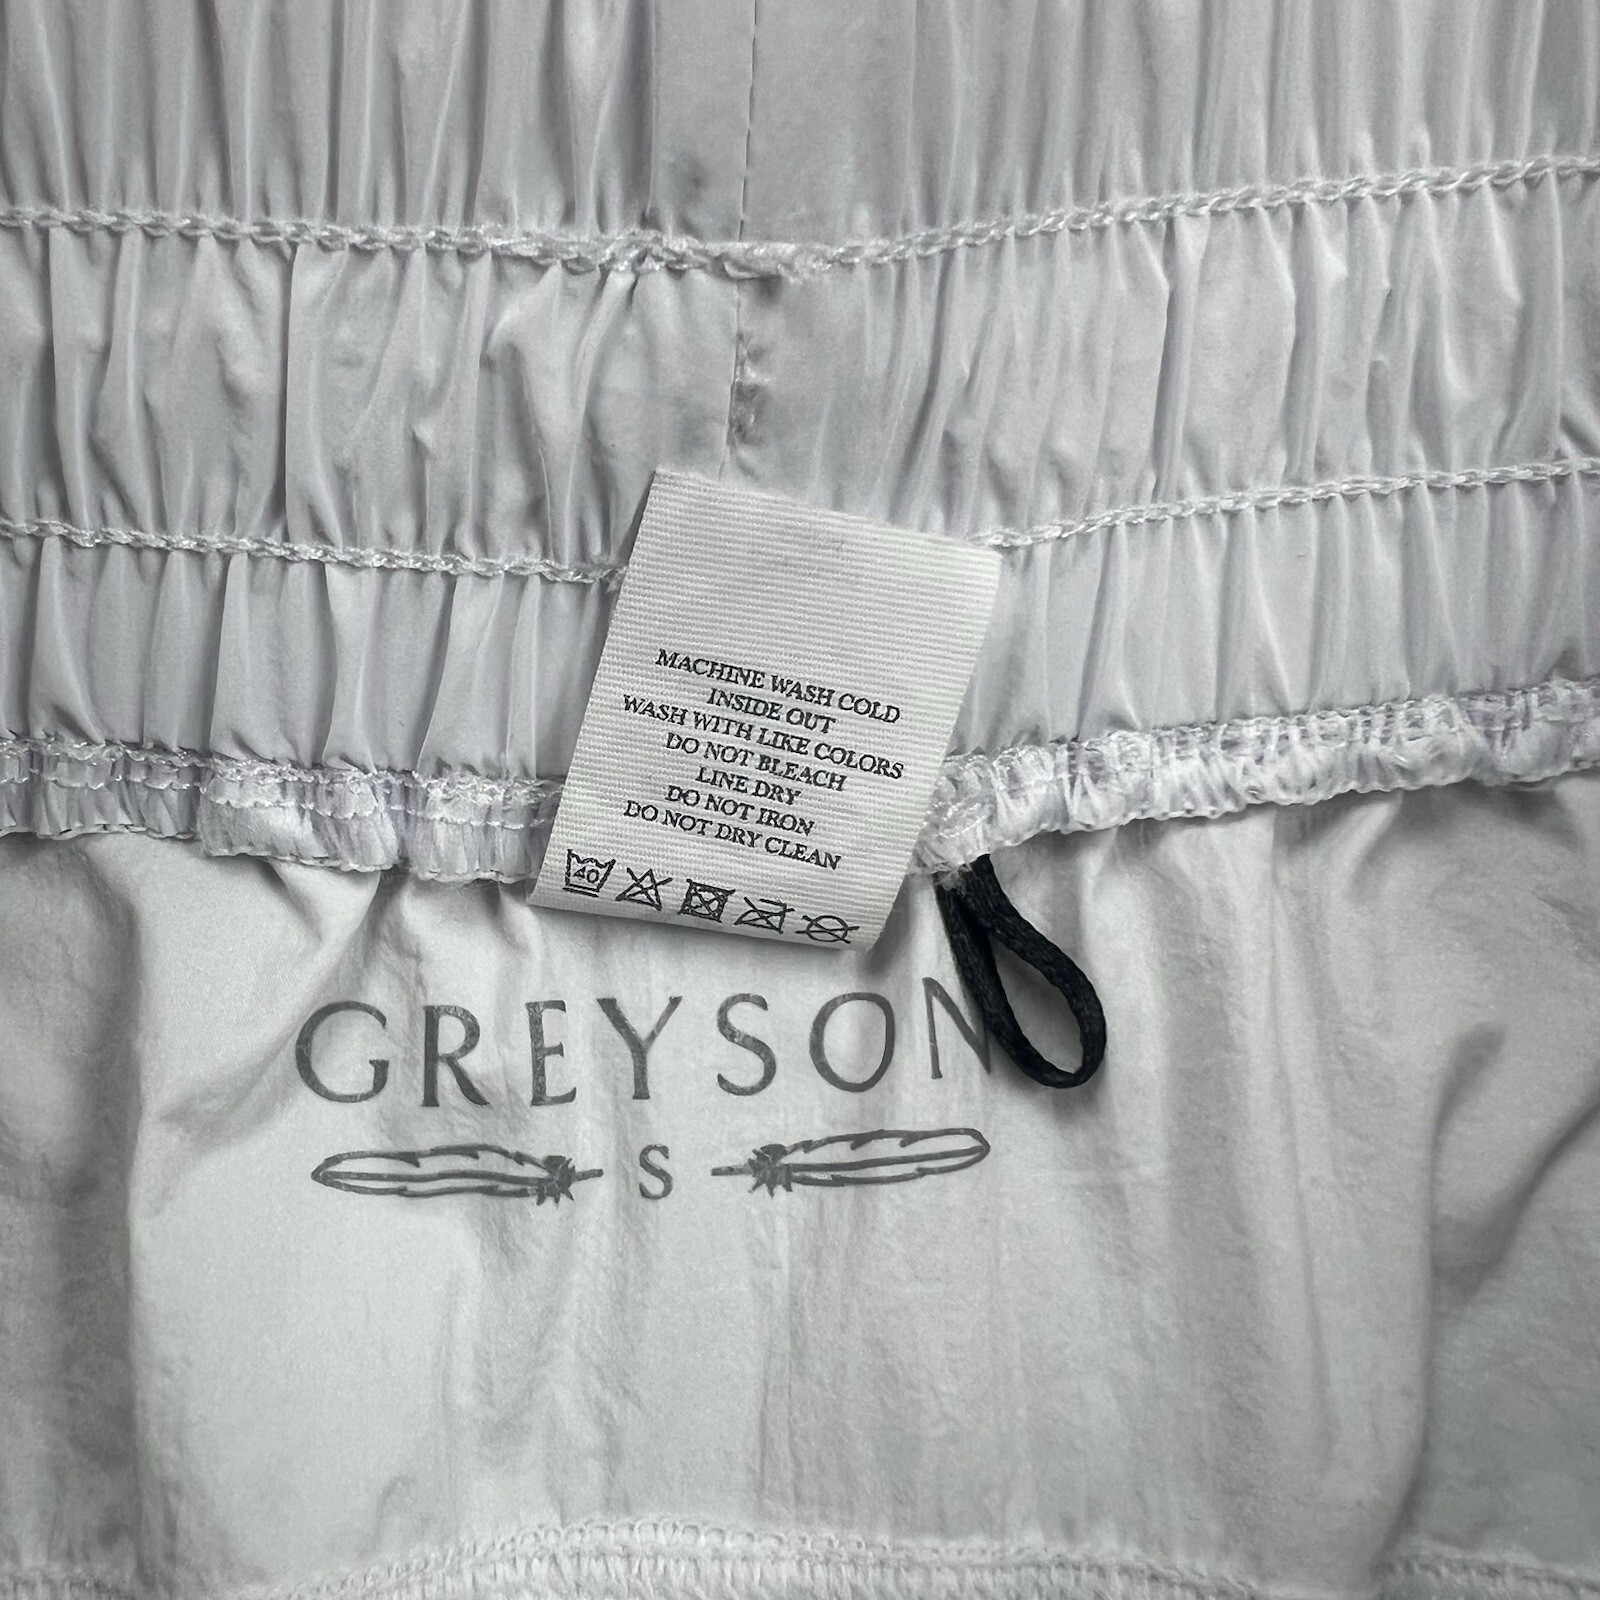 MACHINE WASH COLD
INSIDE OUT
WASH WITH LIKE COLORS
DO NOT BLEACH
LINE DRY
DO NOT IRON
DO NOT DRY CLEAN
40
GREYSON
S